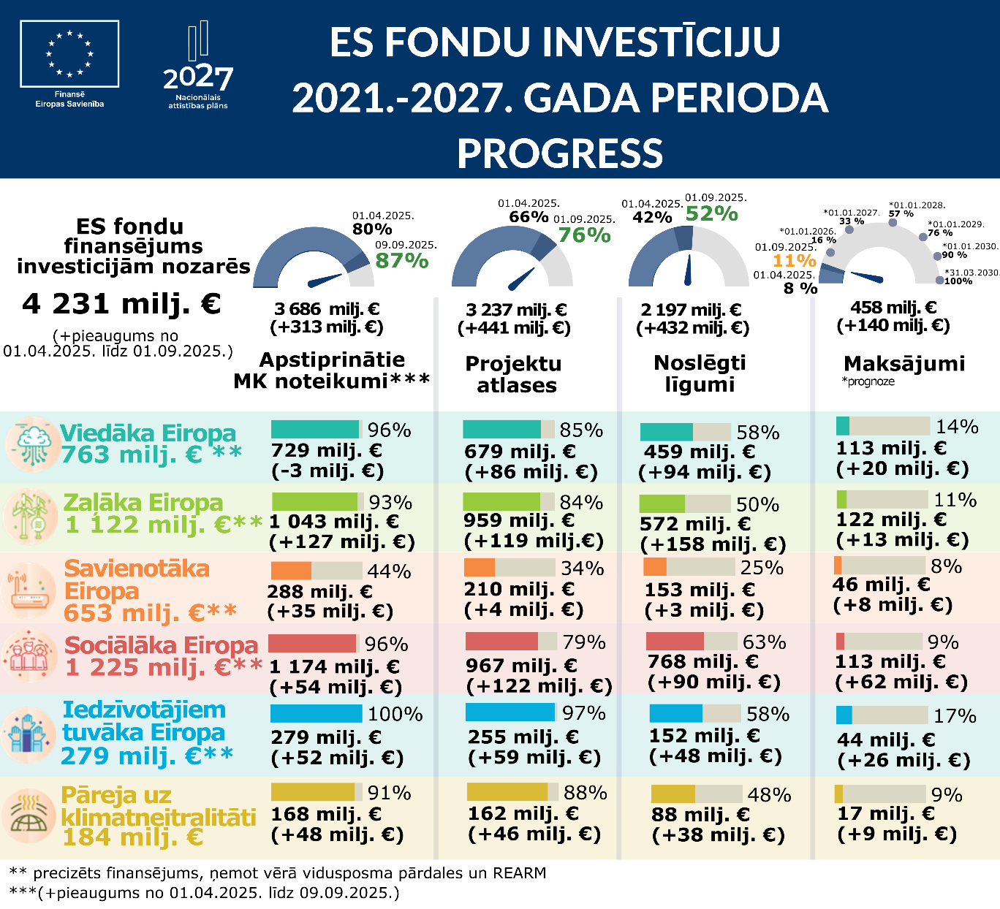 Finansē
Eiropas Savienība
2027
Nacionālais
attīstības plāns
ES FONDU INVESTĪCIJU
2021.-2027. GADA PERIODA
PROGRESS
ES fondu
finansējums
investicijām nozarēs
4 231 milj. €
(+pieaugums no
01.04.2025. līdz 01.09.2025.)
01.04.2025.
80%
09.09.2025.
87%
3 686 milj. €
(+313 milj. €)
Apstiprinātie
MK noteikumi***
01.04.2025.
66%
01.09.2025.
76%
3 237 milj. €
(+441 milj. €)
Projektu
atlases
01.04.2025.
42%
01.09.2025.
52%
2 197 milj. €
(+432 milj. €)
Noslēgti
līgumi
*01.01.2028.
57 %
*01.01.2027.
33 %
*01.01.2029.
76 %
*01.01.2026.
16 %
*01.01.2030.
90 %
01.09.2025.
11%
*31.03.2030.
100%
01.04.2025.
8 %
458 milj. €
(+140 milj. €)
Maksājumi
*prognoze
Viedāka Eiropa
763 milj. € **
96%
729 milj. €
(-3 milj. €)
85%
679 milj. €
(+86 milj. €)
58%
459 milj. €
(+94 milj. €)
14%
113 milj. €
(+20 milj. €)
Zaļāka Eiropa
1 122 milj. €**
93%
1 043 milj. €
(+127 milj. €)
84%
959 milj. €
(+119 milj.€)
50%
572 milj. €
(+158 milj. €)
11%
122 milj. €
(+13 milj. €)
Savienotāka
Eiropa
653 milj. €**
44%
288 milj. €
(+35 milj. €)
34%
210 milj. €
(+4 milj. €)
25%
153 milj. €
(+3 milj. €)
8%
46 milj. €
(+8 milj. €)
Sociālāka Eiropa
1 225 milj. €**
96%
1 174 milj. €
(+54 milj. €)
79%
967 milj. €
(+122 milj. €)
63%
768 milj. €
(+90 milj. €)
9%
113 milj. €
(+62 milj. €)
Iedzīvotājiem
tuvāka Eiropa
279 milj. €**
100%
279 milj. €
(+52 milj. €)
97%
255 milj. €
(+59 milj. €)
58%
152 milj. €
(+48 milj. €)
17%
44 milj. €
(+26 milj. €)
Pāreja uz
klimatneitralitāti
184 milj. €
91%
168 milj. €
(+48 milj. €)
88%
162 milj. €
(+46 milj. €)
48%
88 milj. €
(+38 milj. €)
9%
17 milj. €
(+9 milj. €)
** precizēts finansējums, ņemot vērā vidusposma pārdales un REARM
***(+pieaugums no 01.04.2025. līdz 09.09.2025.)